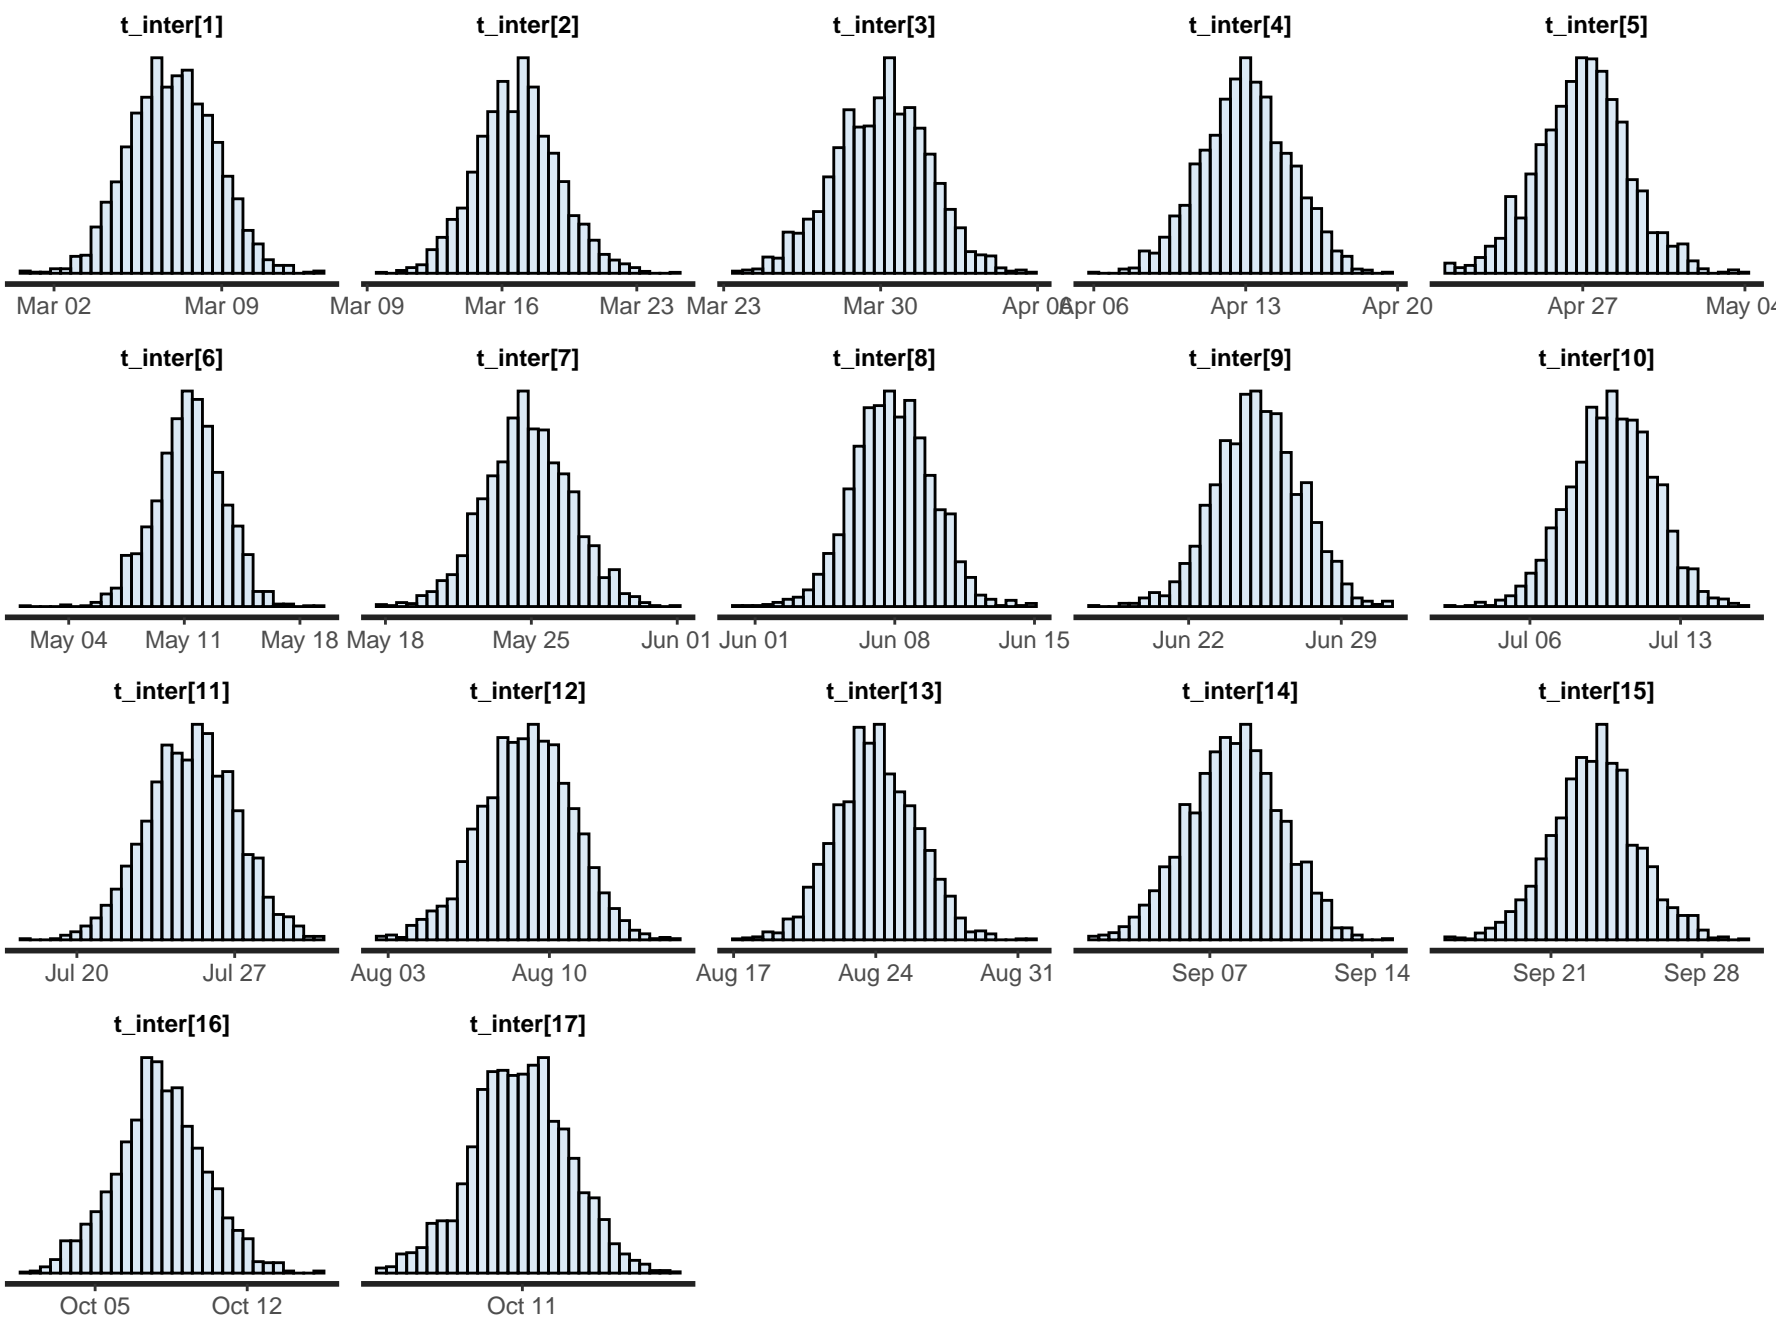 t_inter[1] t_inter[2] t_inter[3] t_inter[4] t_inter[5]
Mar 02 Mar 09 Mar 09 Mar 16 Mar 23 Mar 23 Mar 30 Apr 06 Apr 06 Apr 13 Apr 20 Apr 27 May 04
t_inter[6] t_inter[7] t_inter[8] t_inter[9] t_inter[10]
May 04 May 11 May 18 May 18 May 25 Jun 01 Jun 01 Jun 08 Jun 15 Jun 22 Jun 29 Jul 06 Jul 13
t_inter[11] t_inter[12] t_inter[13] t_inter[14] t_inter[15]
Jul 20 Jul 27 Aug 03 Aug 10 Aug 17 Aug 24 Aug 31 Sep 07 Sep 14 Sep 21 Sep 28
t_inter[16] t_inter[17]
Oct 05 Oct 12 Oct 11